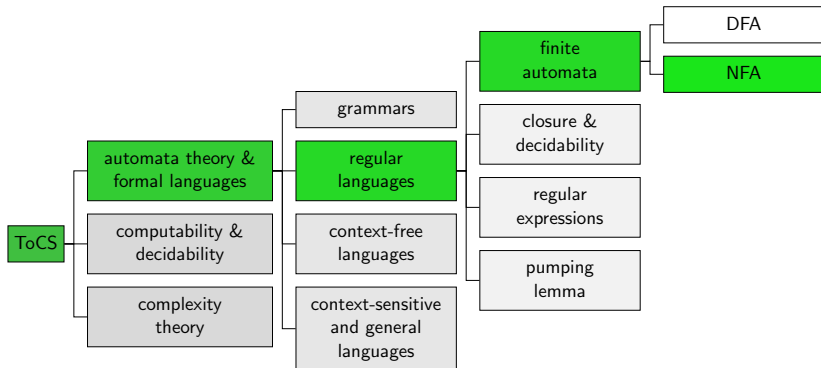 ToCS
automata theory &
formal languages
computability &
decidability
complexity
theory
grammars
regular
languages
context-free
languages
context-sensitive
and general
languages
finite
automata
closure &
decidability
regular
expressions
pumping
lemma
DFA
NFA